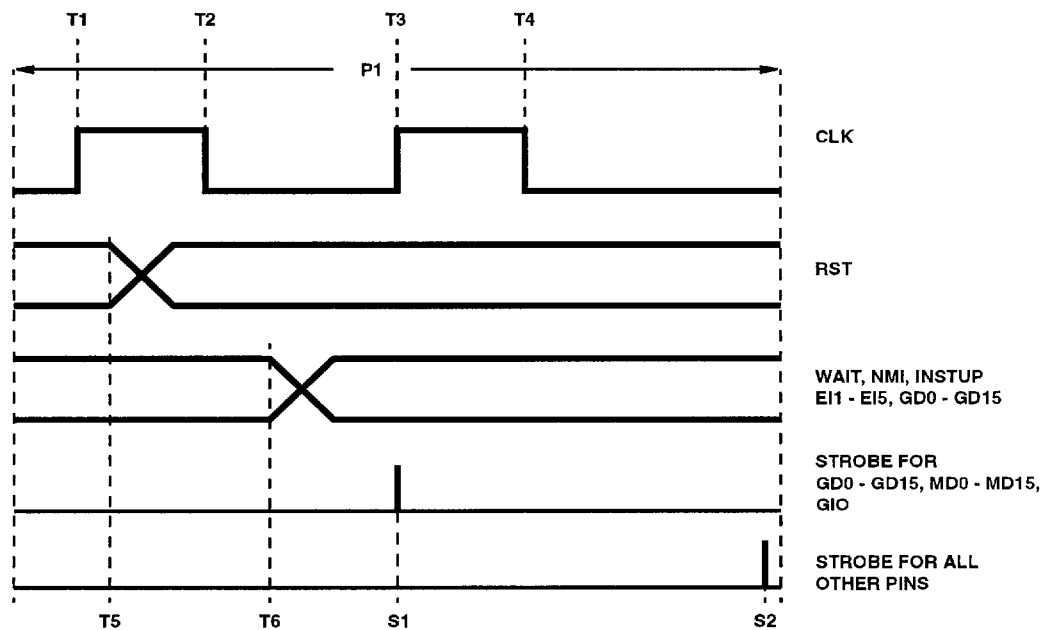 T1 T2 T3 T4
P1
CLK
RST
WAIT, NMI, INSTUP
EI1 - EI5, GD0 - GD15
STROBE FOR
GD0 - GD15, MD0 - MD15,
GIO
STROBE FOR ALL
OTHER PINS
T5 T6 S1 S2